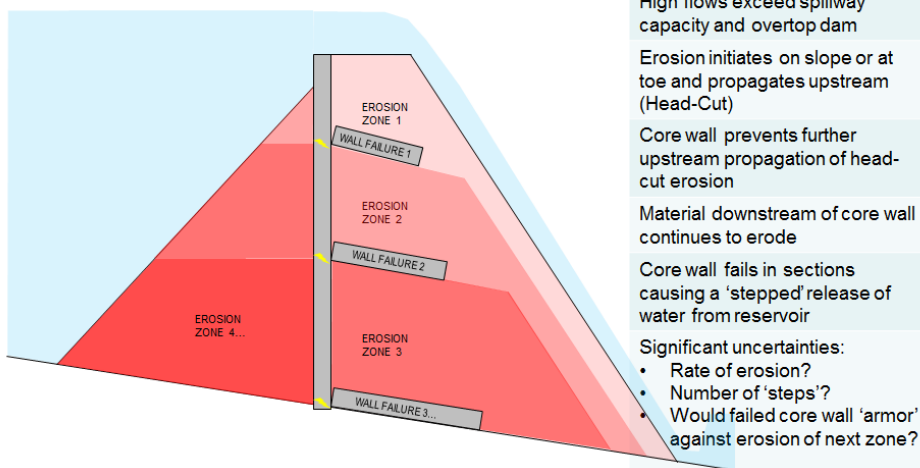 High flows exceed spillway
capacity and overtop dam
Erosion initiates on slope or at
toe and propagates upstream
(Head-Cut)
Core wall prevents further
upstream propagation of head-
cut erosion
Material downstream of core wall
continues to erode
Core wall fails in sections
causing a ‘stepped’ release of
water from reservoir
Significant uncertainties:
• Rate of erosion?
• Number of ‘steps’?
• Would failed core wall ‘armor’
against erosion of next zone?
EROSION
ZONE 1
WALL FAILURE 1
EROSION
ZONE 2
WALL FAILURE 2
EROSION
ZONE 4...
EROSION
ZONE 3
WALL FAILURE 3...